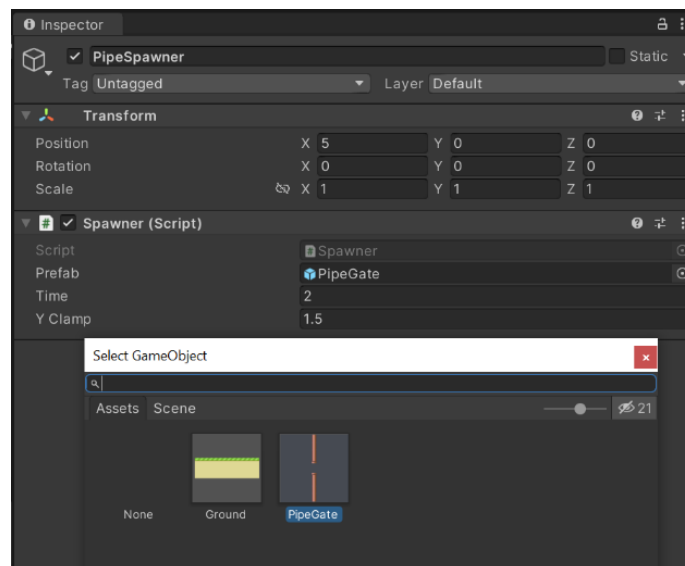 Inspector
PipeSpawner Static
Tag Untagged Layer Default
Transform
Position X 5 Y 0 Z 0
Rotation X 0 Y 0 Z 0
Scale X 1 Y 1 Z 1
# Spawner (Script)
Script # Spawner
Prefab PipeGate
Time 2
Y Clamp 1.5
Select GameObject
Assets Scene 21
None Ground PipeGate